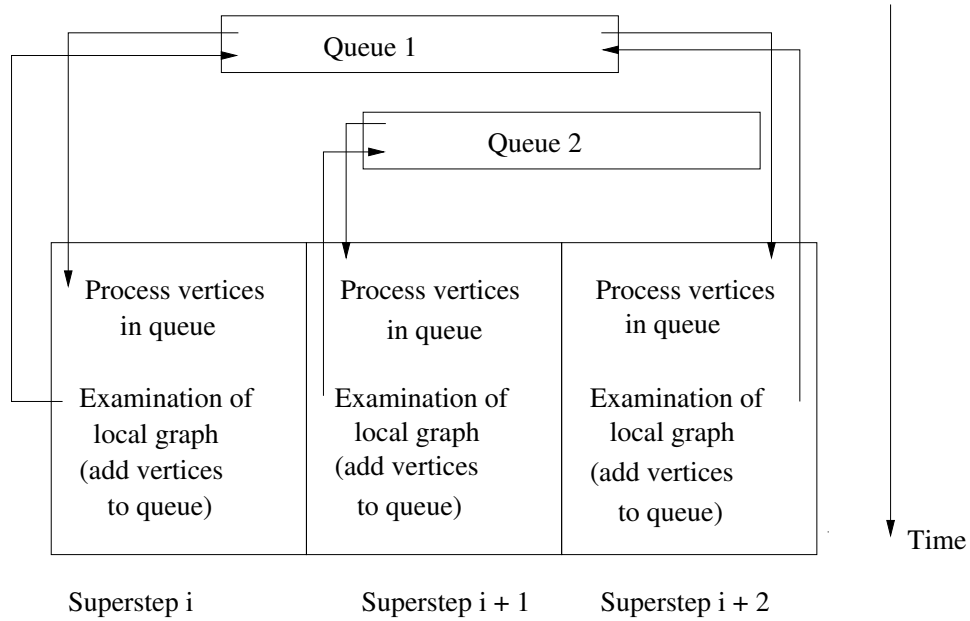 Queue 1
Queue 2
Process vertices
in queue
Examination of
local graph
(add vertices
to queue)
Process vertices
in queue
Examination of
local graph
(add vertices
to queue)
Process vertices
in queue
Examination of
local graph
(add vertices
to queue)
Time
Superstep i
Superstep i + 1
Superstep i + 2